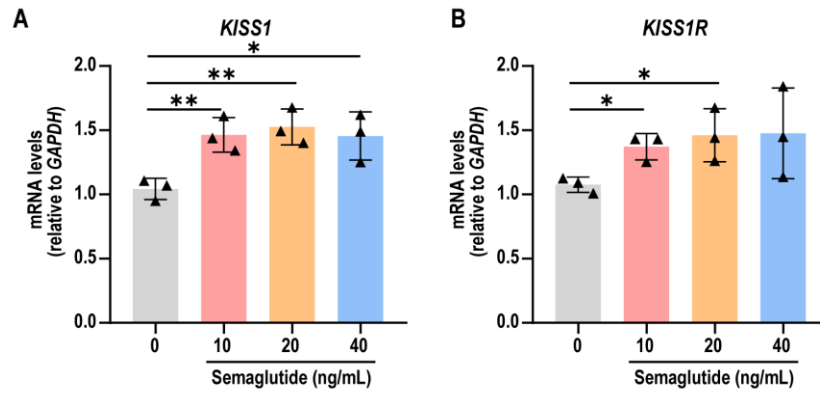 A
KISS1
mRNA levels
(relative to GAPDH)
2.0
1.5
1.0
0.5
0.0
*
**
**
0
10
20
40
Semaglutide (ng/mL)
B
KISS1R
mRNA levels
(relative to GAPDH)
2.0
1.5
1.0
0.5
0.0
*
*
0
10
20
40
Semaglutide (ng/mL)